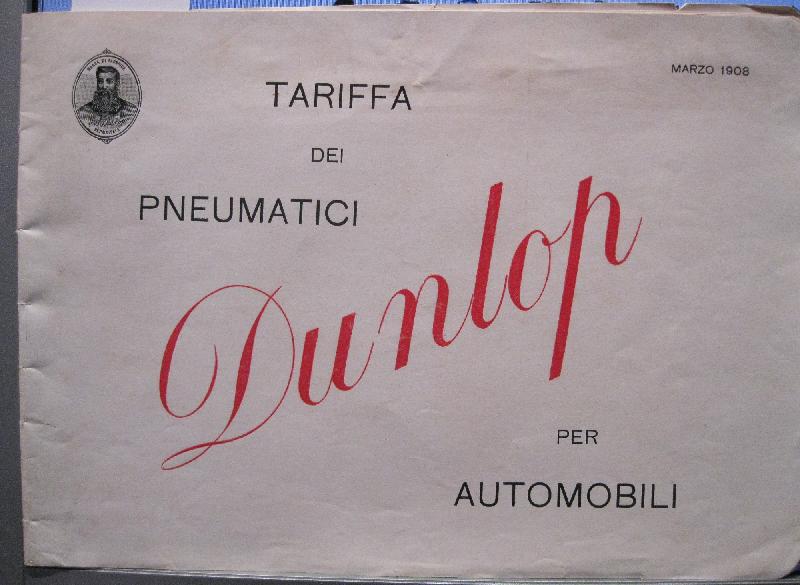 MARZO 1908
TARIFFA
DEI
PNEUMATICI
Dunlop
PER
AUTOMOBILI